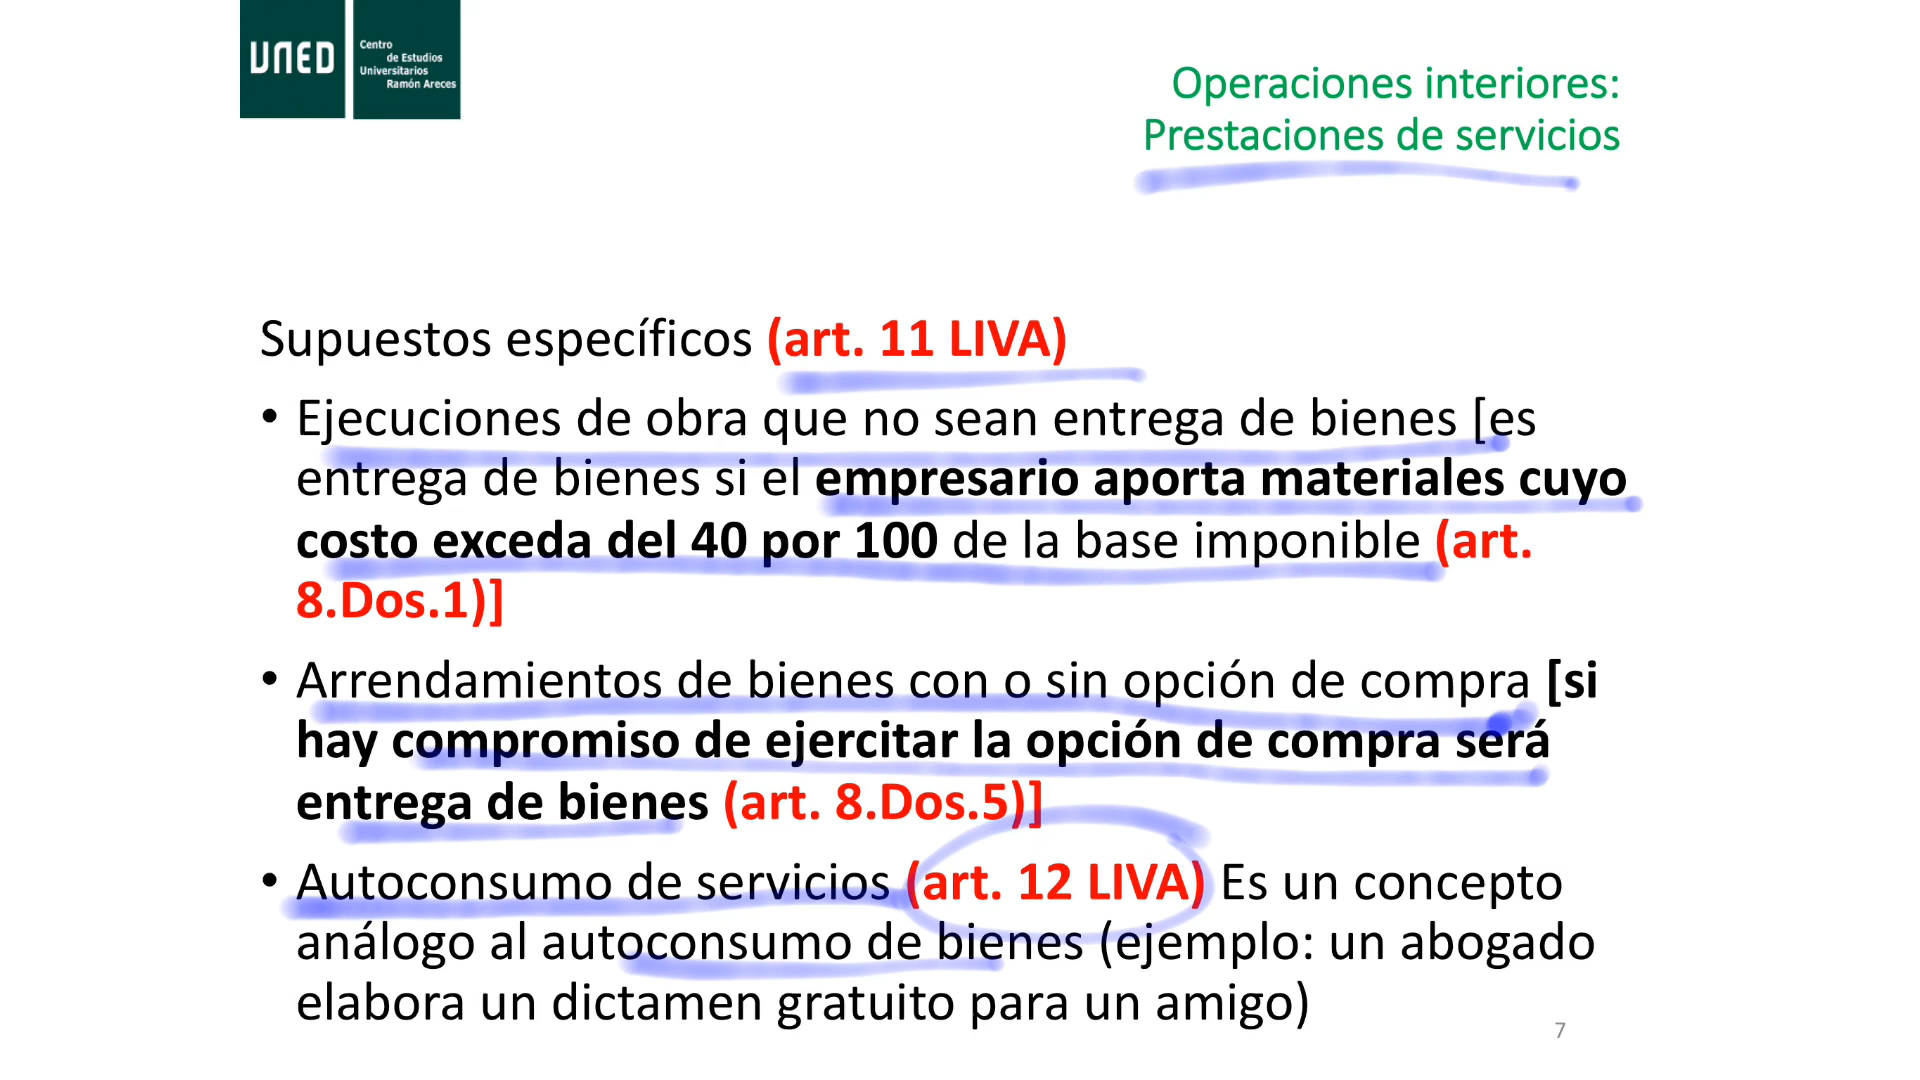 UNED
Centro
de Estudios
Universitarios
Ramón Areces
Operaciones interiores:
Prestaciones de servicios
Supuestos específicos (art. 11 LIVA)
• Ejecuciones de obra que no sean entrega de bienes [es
entrega de bienes si el empresario aporta materiales cuyo
costo exceda del 40 por 100 de la base imponible (art.
8.Dos.1)]
• Arrendamientos de bienes con o sin opción de compra [si
hay compromiso de ejercitar la opción de compra será
entrega de bienes (art. 8.Dos.5)]
• Autoconsumo de servicios (art. 12 LIVA) Es un concepto
análogo al autoconsumo de bienes (ejemplo: un abogado
elabora un dictamen gratuito para un amigo)
7